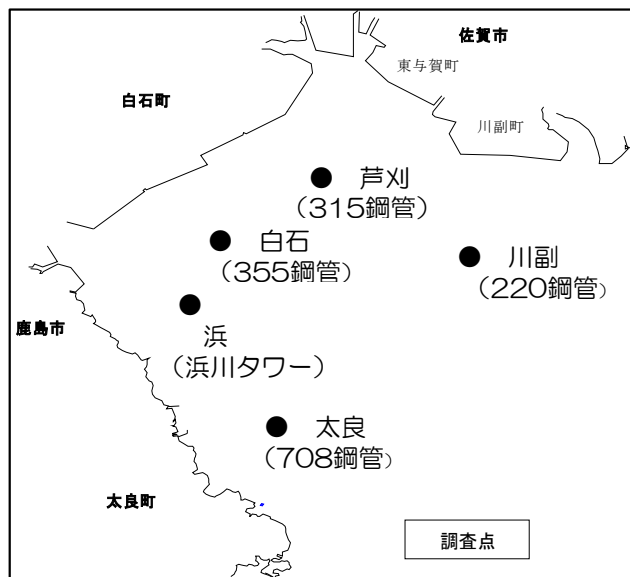 佐賀市
東与賀町
白石町
川副町
芦刈
（315鋼管）
白石
（355鋼管）
川副
（220鋼管）
鹿島市
浜
（浜川タワー）
太良
（708鋼管）
太良町
調査点